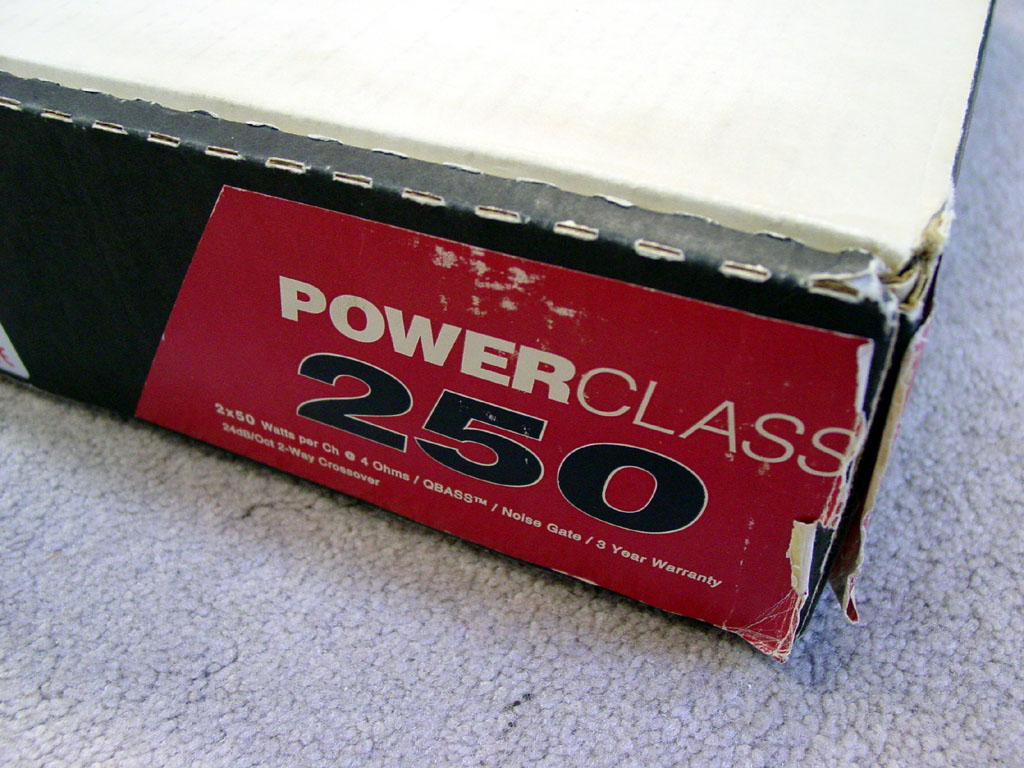 POWERCLASS
250
2x50 Watts per Ch @ 4 Ohms / QBASS™ / Noise Gate / 3 Year Warranty
24dB/Oct 2-Way Crossover